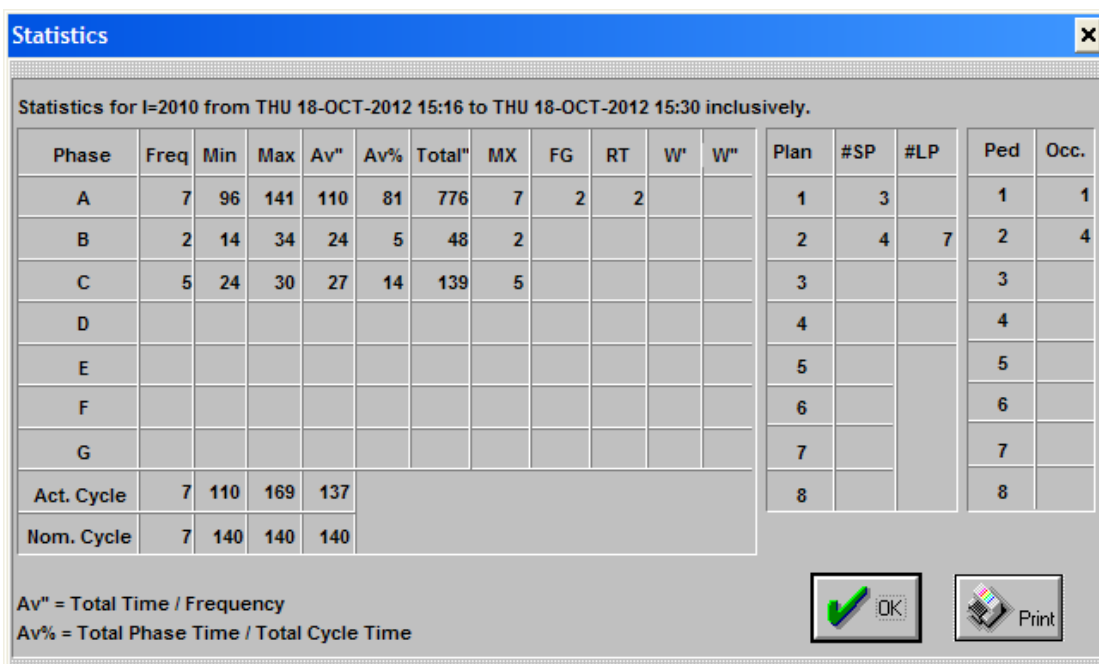 Statistics
Statistics for I=2010 from THU 18-OCT-2012 15:16 to THU 18-OCT-2012 15:30 inclusively.
Phase Freq Min Max Av" Av% Total" MX FG RT W' W"
A 7 96 141 110 81 776 7 2 2
B 2 14 34 24 5 48 2
C 5 24 30 27 14 139 5
D
E
F
G
Act. Cycle 7 110 169 137
Nom. Cycle 7 140 140 140
Plan #SP #LP
1 3
2 4 7
3
4
5
6
7
8
Ped Occ.
1 1
2 4
3
4
5
6
7
8
Av" = Total Time / Frequency
Av% = Total Phase Time / Total Cycle Time
OK
Print